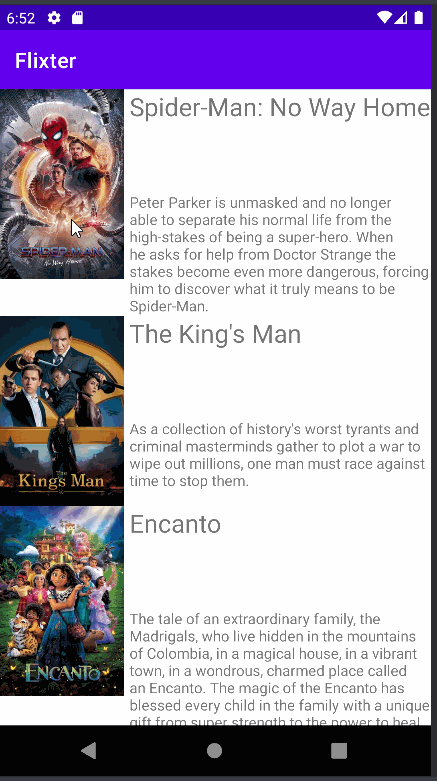 6:52
Flixter
Spider-Man: No Way Home
Peter Parker is unmasked and no longer
able to separate his normal life from the
high-stakes of being a super-hero. When
he asks for help from Doctor Strange the
stakes become even more dangerous, forcing
him to discover what it truly means to be
Spider-Man.
SPIDER-MAN
No Way Home
The King's Man
As a collection of history's worst tyrants and
criminal masterminds gather to plot a war to
wipe out millions, one man must race against
time to stop them.
The
King's Man
Encanto
The tale of an extraordinary family, the
Madrigals, who live hidden in the mountains
of Colombia, in a magical house, in a vibrant
town, in a wondrous, charmed place called
an Encanto. The magic of the Encanto has
blessed every child in the family with a unique
gift from super strength to the power to heal
ENCANTO